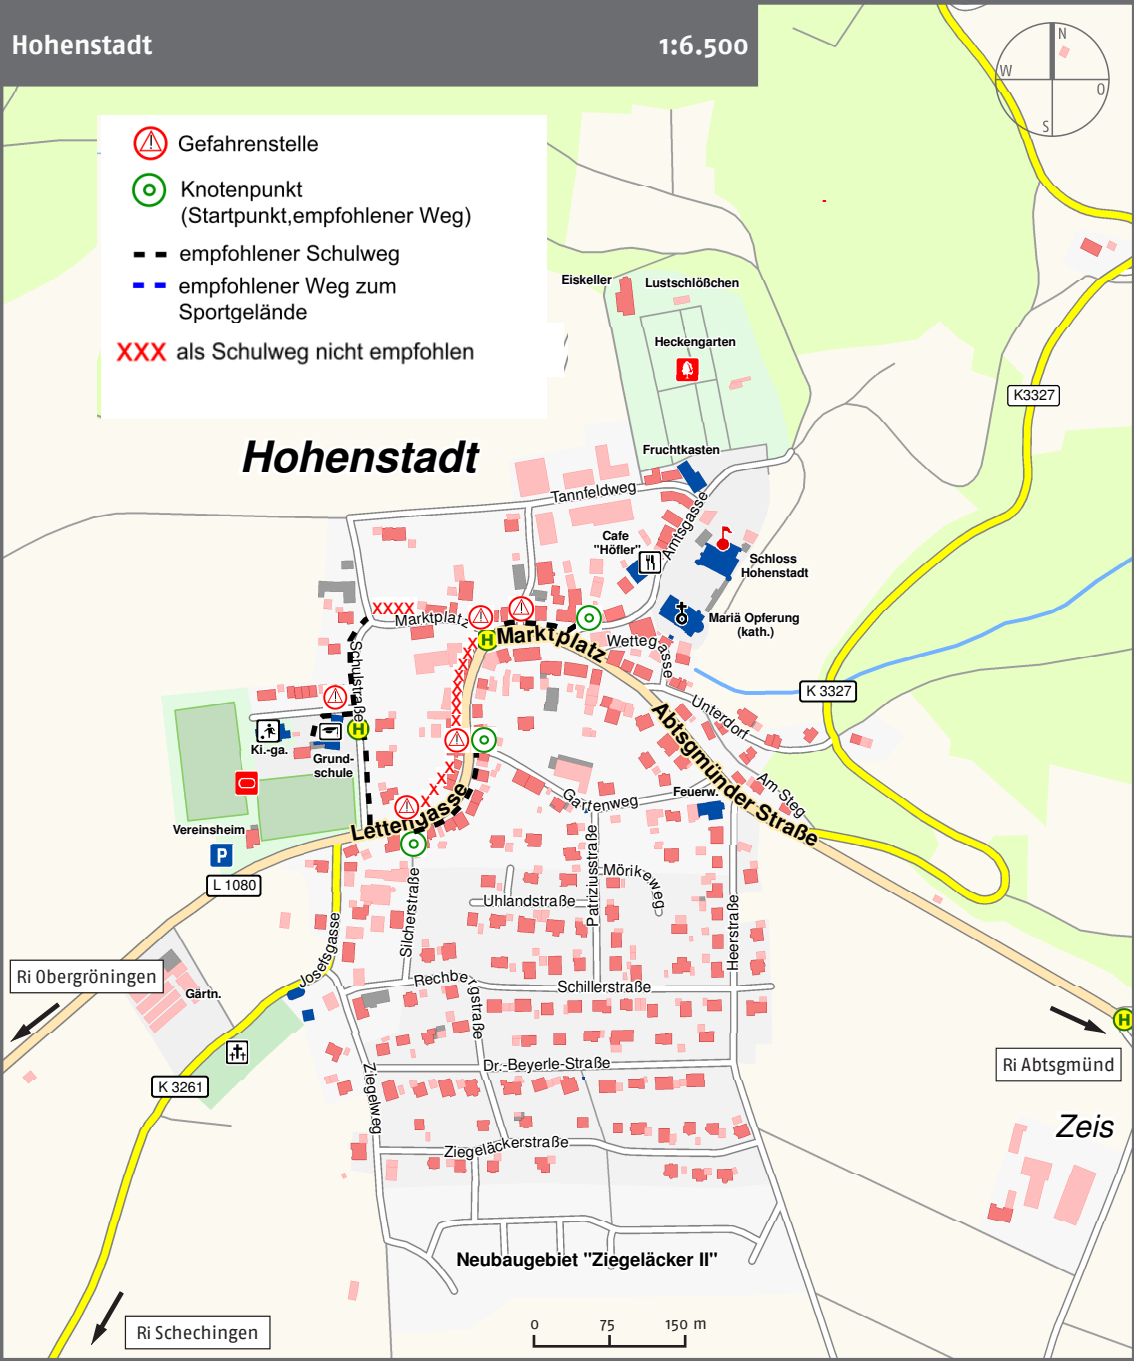 Hohenstadt
1:6.500
N
W
O
S
Gefahrenstelle
Knotenpunkt
(Startpunkt,empfohlener Weg)
empfohlener Schulweg
empfohlener Weg zum
Sportgelände
XXX als Schulweg nicht empfohlen
Eiskeller
Lustschlößchen
Heckengarten
K3327
Hohenstadt
Fruchtkasten
Tannfeldweg
Amtsgasse
Cafe
"Höfler"
Schloss
Hohenstadt
XXXX
Marktplatz
H
Marktplatz
Mariä Opferung
(kath.)
Wettegasse
Schulstraße
XXXXXXXX
K 3327
Unterdorf
Abtsgmünder Straße
H
Ki.-ga.
Grund-
schule
XXXX
Am Steg
Gartenweg
Feuerw.
Lettengasse
Vereinsheim
P
L 1080
Patriziusstraße
Mörikeweg
Uhlandstraße
Silcherstraße
Heerstraße
Josefsgasse
Ri Obergröningen
Gärtn.
Rechbergstraße
Schillerstraße
H
Ri Abtsgmünd
K 3261
Ziegelweg
Dr.-Beyerle-Straße
Zeis
Ziegeläckerstraße
Neubaugebiet "Ziegeläcker II"
Ri Schechingen
0 75 150 m